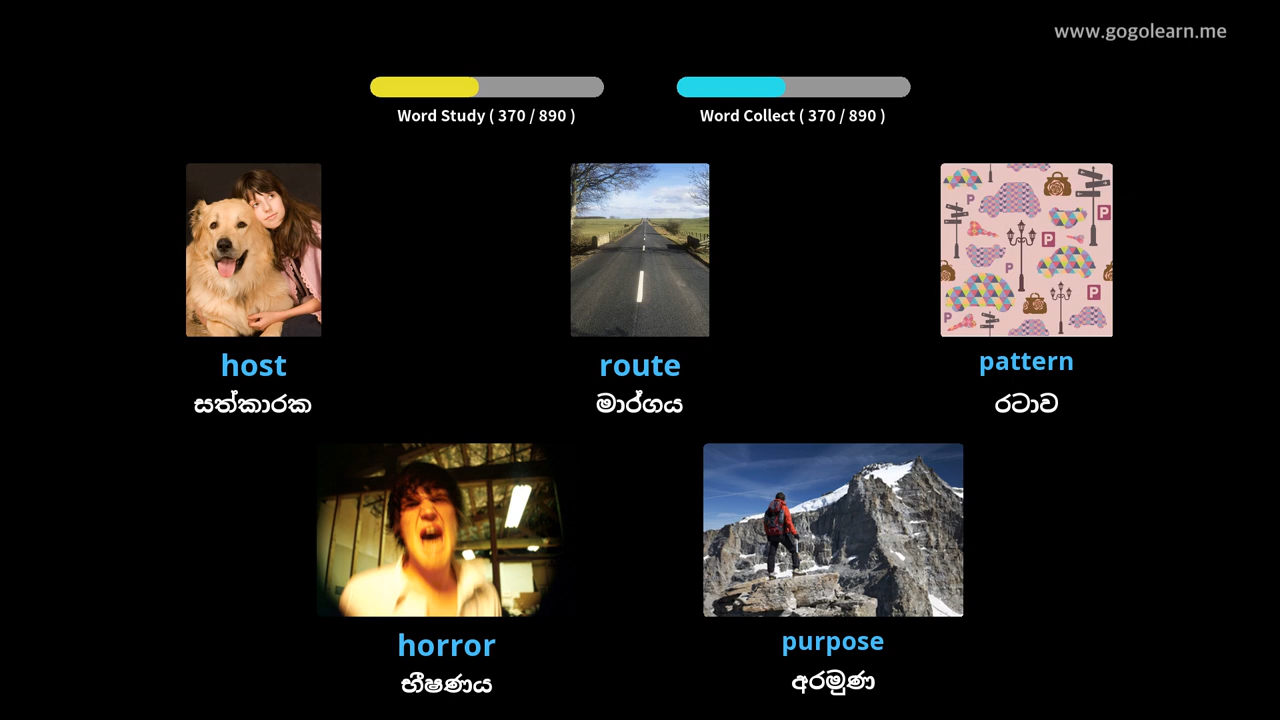 www.gogolearn.me
Word Study ( 370 / 890 )
Word Collect ( 370 / 890 )
host
සත්කාරක
route
මාර්ගය
pattern
රටාව
horror
භීෂණය
purpose
අරමුණ